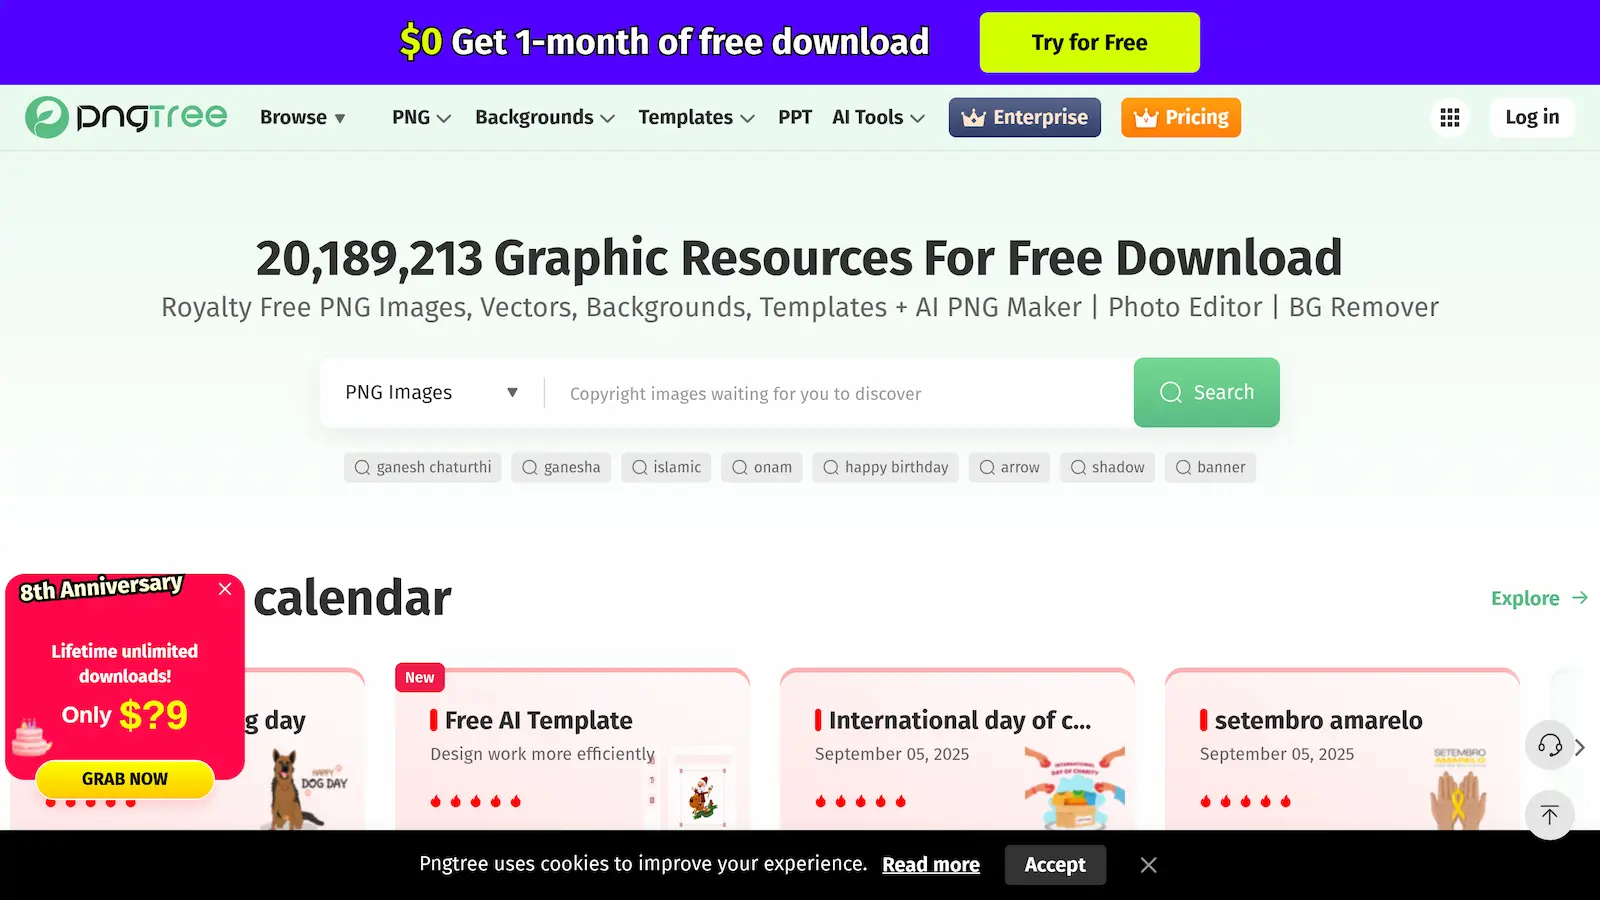 $0 Get 1-month of free download
Try for Free
pngtree
Browse
PNG
Backgrounds
Templates
PPT
AI Tools
Enterprise
Pricing
Log in
20,189,213 Graphic Resources For Free Download
Royalty Free PNG Images, Vectors, Backgrounds, Templates + AI PNG Maker | Photo Editor | BG Remover
PNG Images
Copyright images waiting for you to discover
Search
ganesh chaturthi
ganesha
islamic
onam
happy birthday
arrow
shadow
banner
calendar
Explore
8th Anniversary
Lifetime unlimited
downloads!
Only $?9
GRAB NOW
g day
HAPPY
DOG DAY
New
Free AI Template
Design work more efficiently
International day of c...
September 05, 2025
INTERNATIONAL
DAY OF CHARITY
setembro amarelo
September 05, 2025
SETEMBRO
AMARELO
Pngtree uses cookies to improve your experience.
Read more
Accept